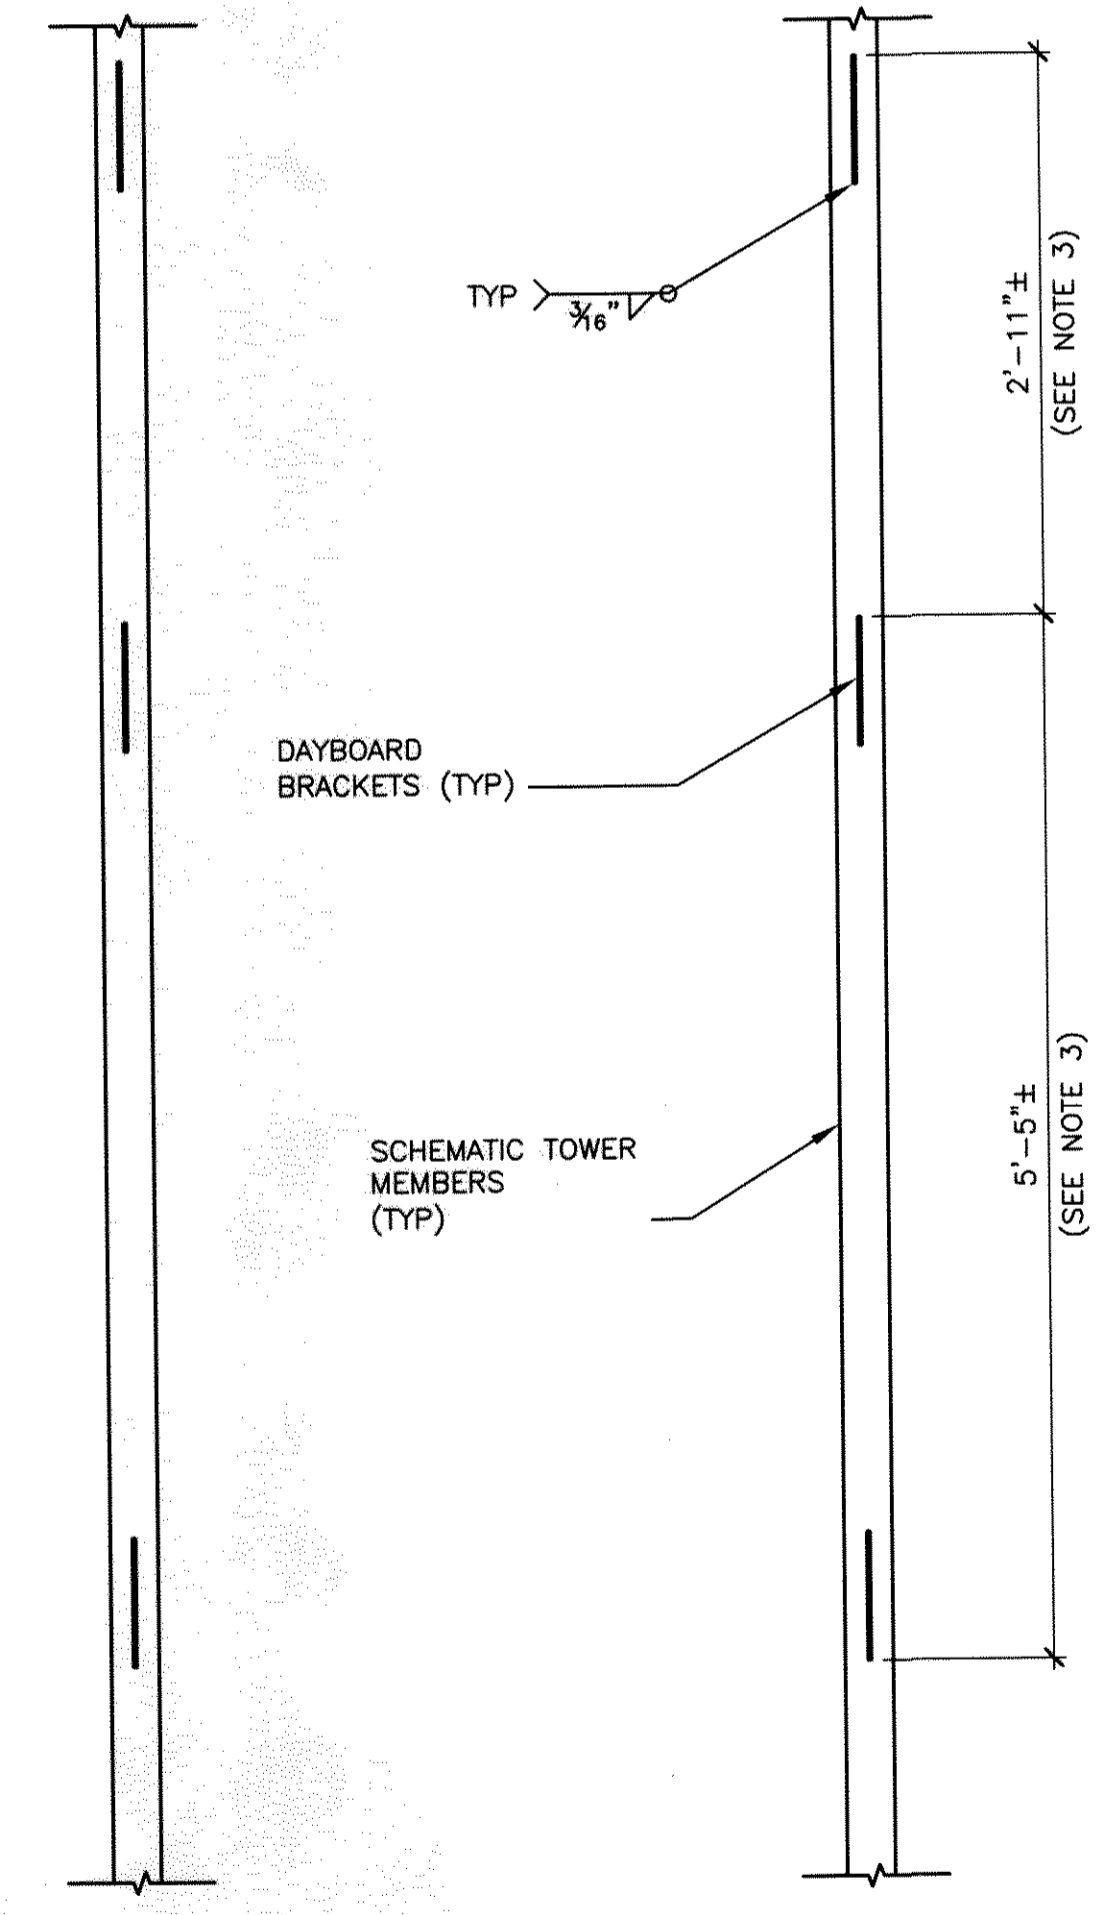 TYP
3/16"
2'-11"±
(SEE NOTE 3)
DAYBOARD
BRACKETS (TYP)
SCHEMATIC TOWER
MEMBERS
(TYP)
5'-5"±
(SEE NOTE 3)